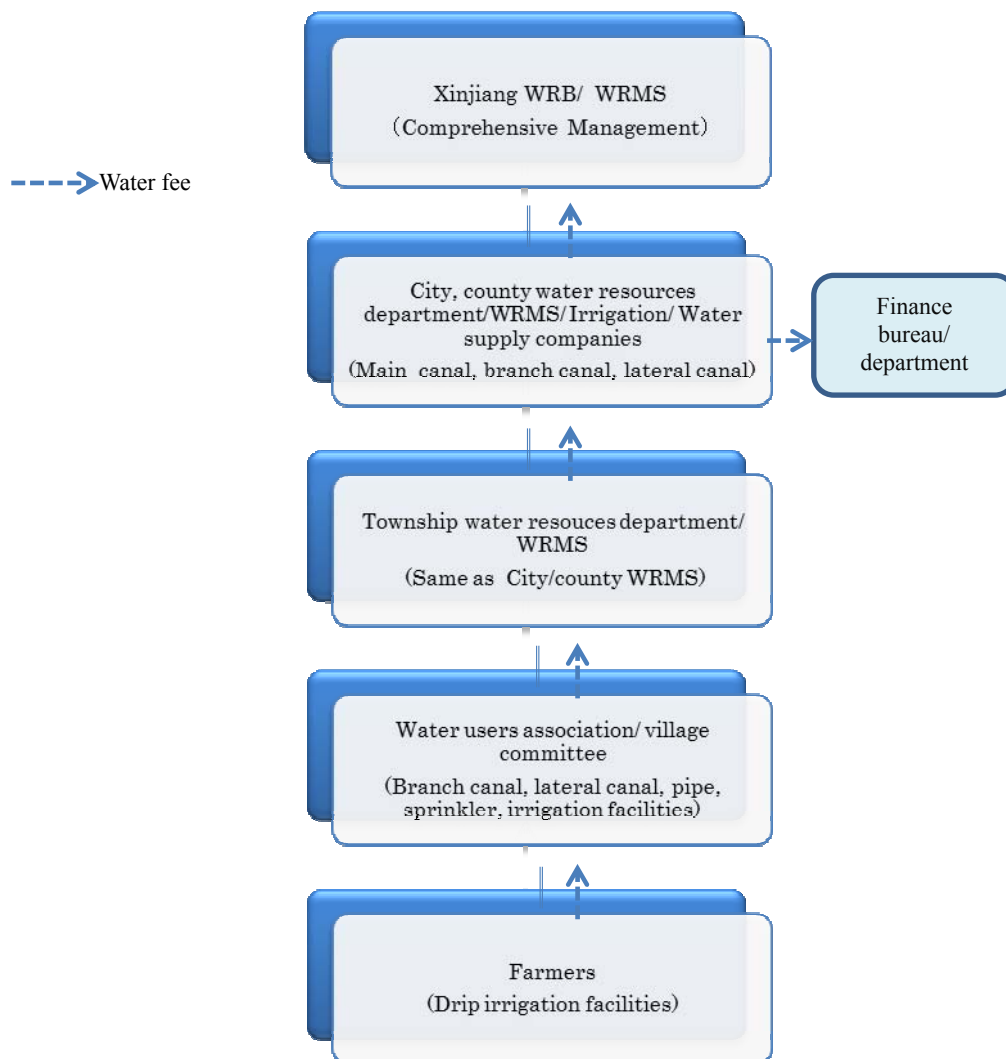 Xinjiang WRB/ WRMS
(Comprehensive Management)
Water fee
City, county water resources
department/WRMS/Irrigation/ Water
supply companies
(Main canal, branch canal, lateral canal)
Finance
bureau/
department
Township water resouces department/
WRMS
(Same as City/county WRMS)
Water users association/ village
committee
(Branch canal, lateral canal, pipe,
sprinkler, irrigation facilities)
Farmers
(Drip irrigation facilities)